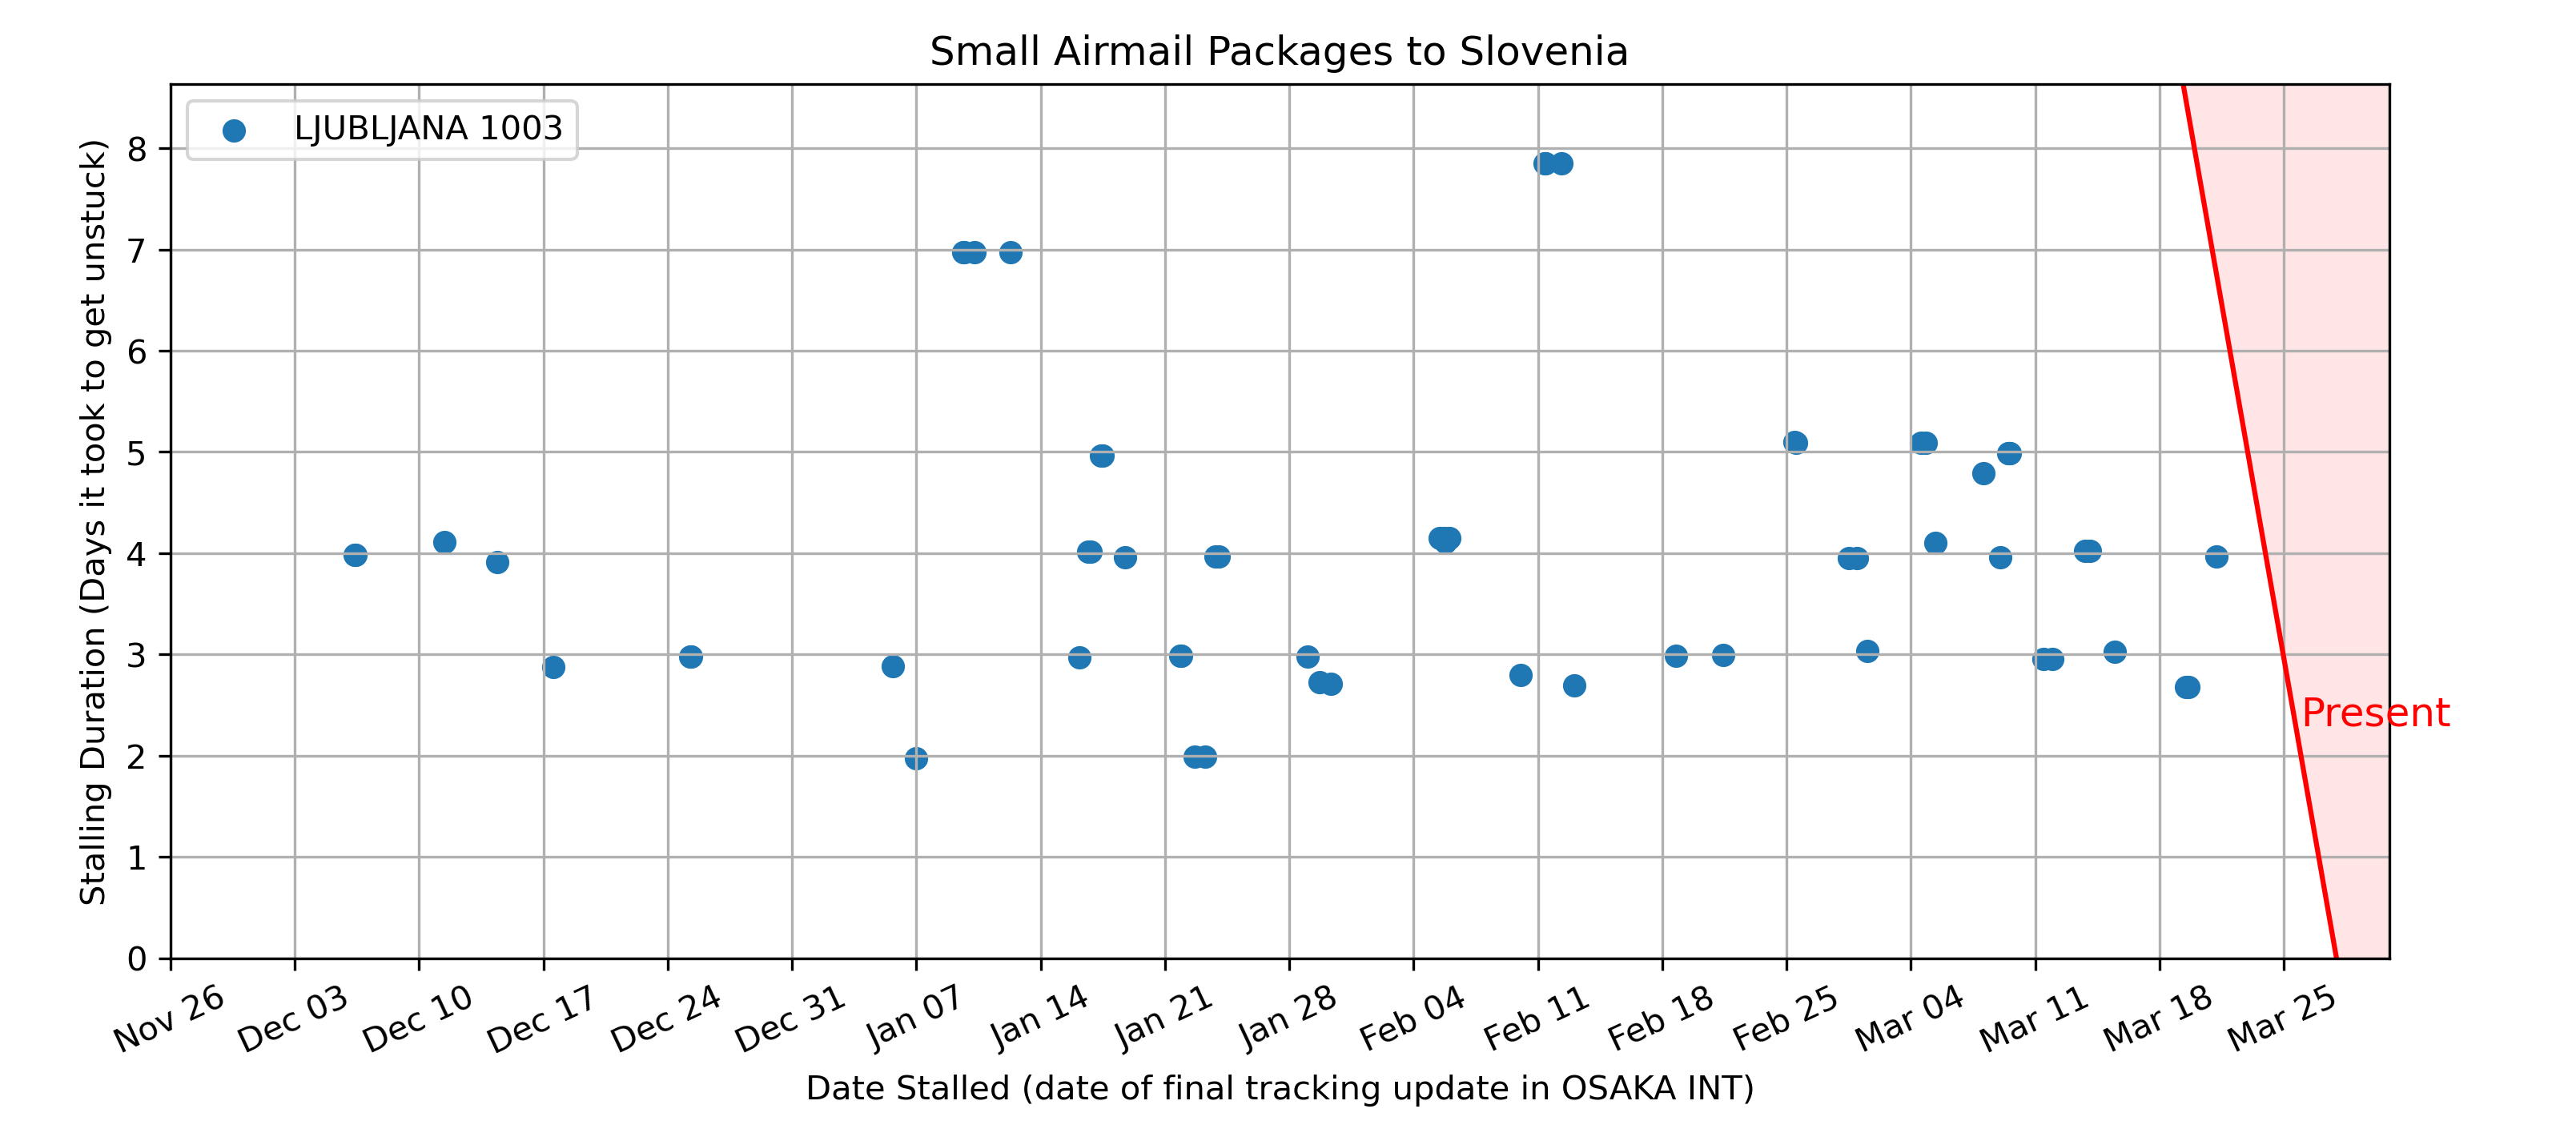 Small Airmail Packages to Slovenia
LJUBLJANA 1003
Stalling Duration (Days it took to get unstuck)
8
7
6
5
4
3
2
1
0
Present
Nov 26 Dec 03 Dec 10 Dec 17 Dec 24 Dec 31 Jan 07 Jan 14 Jan 21 Jan 28 Feb 04 Feb 11 Feb 18 Feb 25 Mar 04 Mar 11 Mar 18 Mar 25
Date Stalled (date of final tracking update in OSAKA INT)